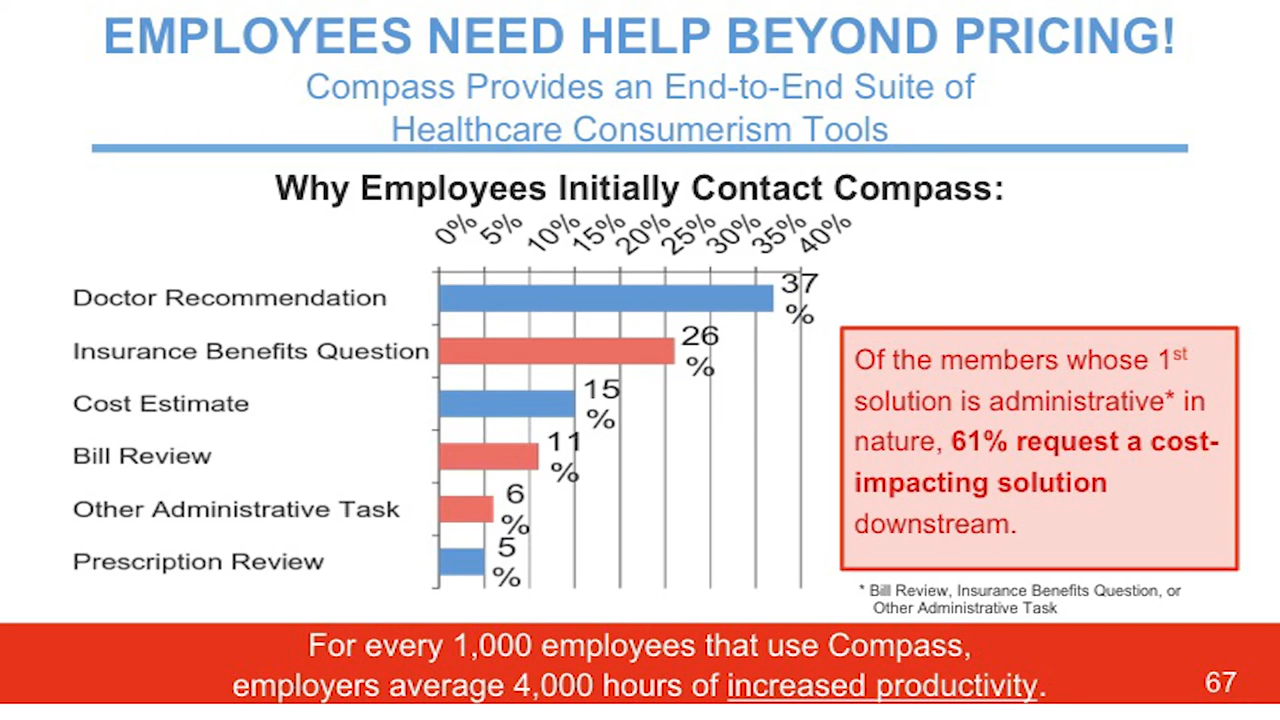 EMPLOYEES NEED HELP BEYOND PRICING!
Compass Provides an End-to-End Suite of
Healthcare Consumerism Tools
Why Employees Initially Contact Compass:
0% 5% 10% 15% 20% 25% 30% 35% 40%
Doctor Recommendation 37%
Insurance Benefits Question 26%
Cost Estimate 15%
Bill Review 11%
Other Administrative Task 6%
Prescription Review 5%
Of the members whose 1st
solution is administrative* in
nature, 61% request a cost-
impacting solution
downstream.
* Bill Review, Insurance Benefits Question, or
Other Administrative Task
For every 1,000 employees that use Compass,
employers average 4,000 hours of increased productivity.
67